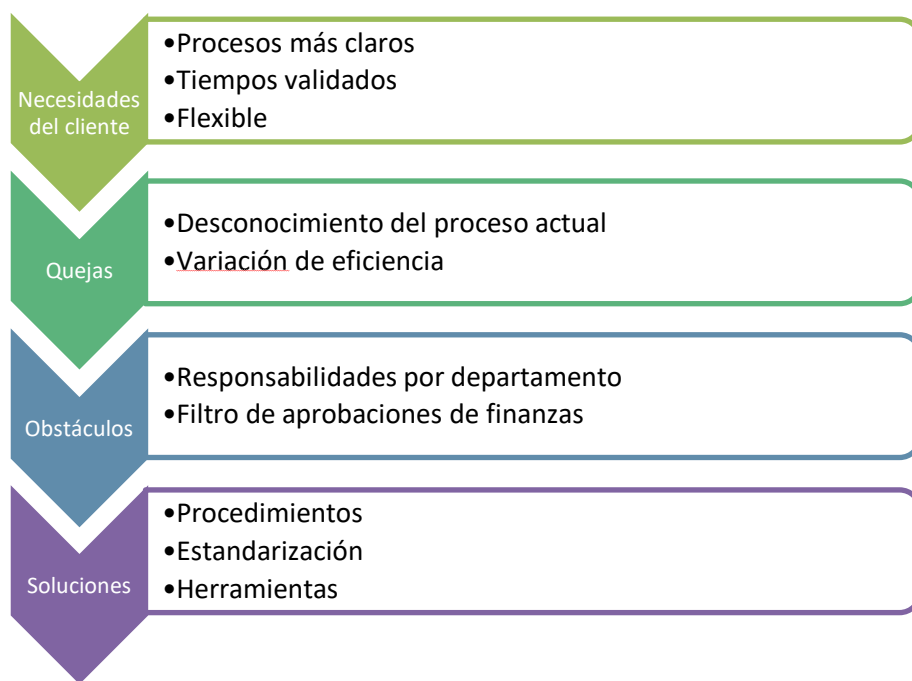 Necesidades
del cliente
•Procesos más claros
•Tiempos validados
•Flexible
Quejas
•Desconocimiento del proceso actual
•Variación de eficiencia
Obstáculos
•Responsabilidades por departamento
•Filtro de aprobaciones de finanzas
Soluciones
•Procedimientos
•Estandarización
•Herramientas